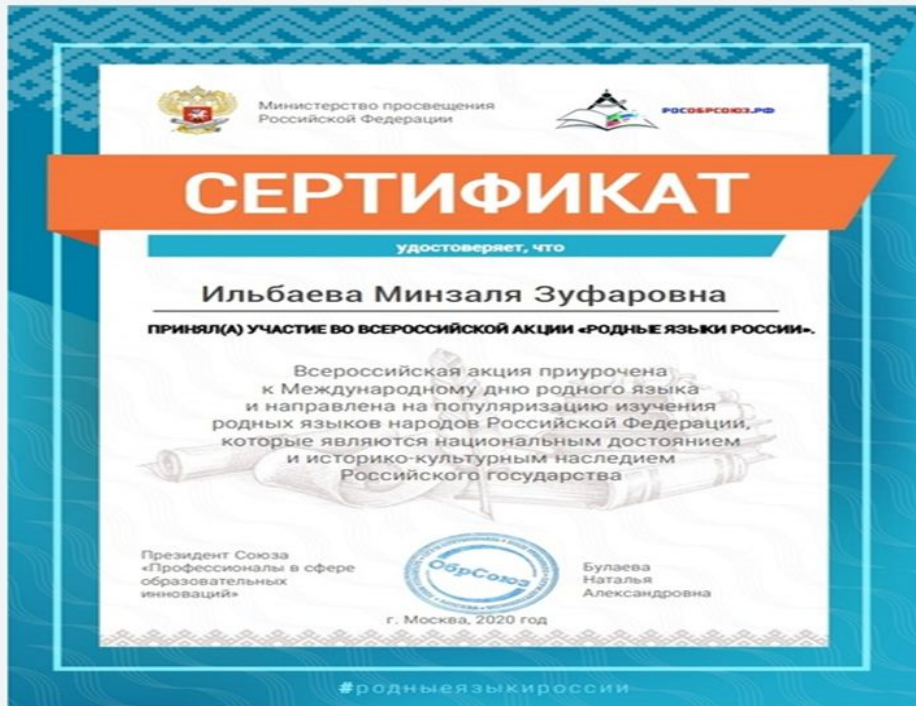 Министерство просвещения
Российской Федерации
РОСОБРСОЮЗ.РФ
СЕРТИФИКАТ
удостоверяет, что
Ильбаева Минзаля Зуфаровна
ПРИНЯЛ(А) УЧАСТИЕ ВО ВСЕРОССИЙСКОЙ АКЦИИ «РОДНЫЕ ЯЗЫКИ РОССИИ».
Всероссийская акция приурочена
к Международному дню родного языка
и направлена на популяризацию изучения
родных языков народов Российской Федерации,
которые являются национальным достоянием
и историко-культурным наследием
Российского государства
Президент Союза
«Профессионалы в сфере
образовательных
инноваций»
ОбрСоюз
Булаева
Наталья
Александровна
г. Москва, 2020 год
#родныеязыкироссии